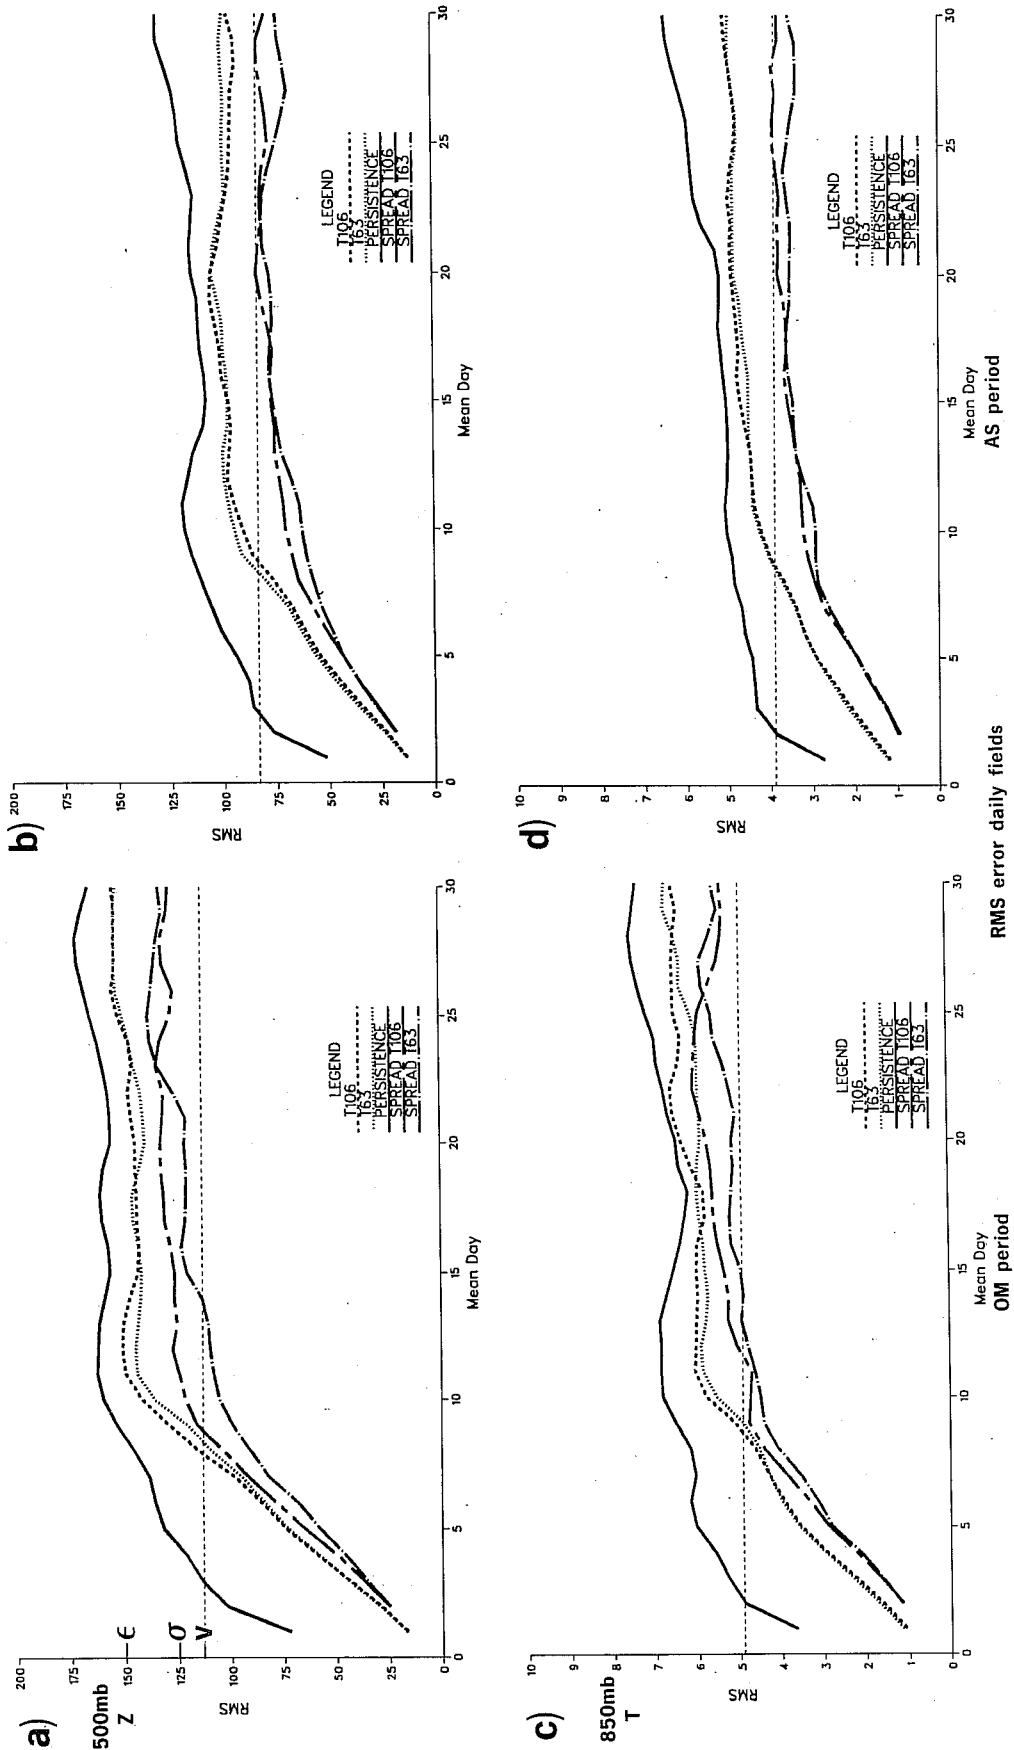 a)
500mb
Z
200
175
150
125
100
75
50
25
0
ϵ
σ
v
RMS
0
5
10
15
20
25
30
Mean Day
LEGEND
T106
T63
PERSISTENCE
SPREAD T106
SPREAD T63
b)
200
175
150
125
100
75
50
25
0
RMS
0
5
10
15
20
25
30
Mean Day
LEGEND
T106
T63
PERSISTENCE
SPREAD T106
SPREAD T63
c)
850mb
T
10
9
8
7
6
5
4
3
2
1
0
RMS
0
5
10
15
20
25
30
Mean Day
OM period
LEGEND
T106
T63
PERSISTENCE
SPREAD T106
SPREAD T63
d)
10
9
8
7
6
5
4
3
2
1
0
RMS
0
5
10
15
20
25
30
Mean Day
AS period
LEGEND
T106
T63
PERSISTENCE
SPREAD T106
SPREAD T63
RMS error daily fields